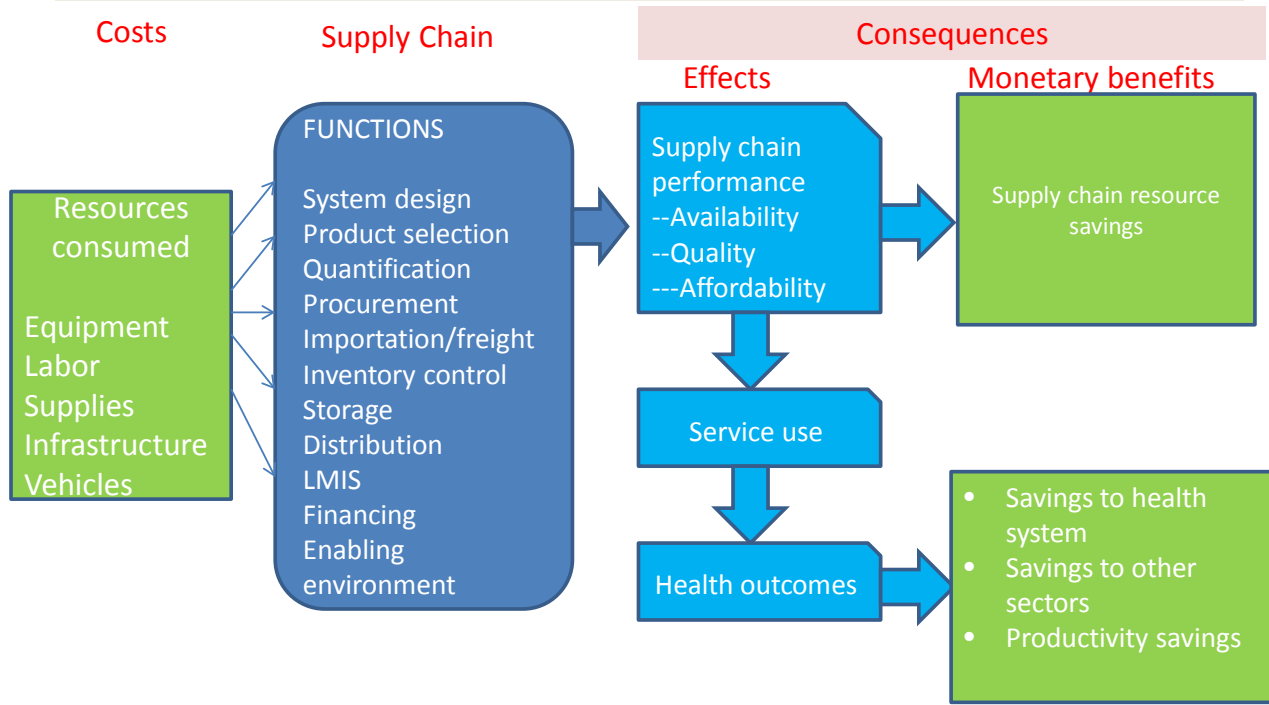 Costs
Supply Chain
Consequences
Effects
Monetary benefits
Resources
consumed
Equipment
Labor
Supplies
Infrastructure
Vehicles
FUNCTIONS
System design
Product selection
Quantification
Procurement
Importation/freight
Inventory control
Storage
Distribution
LMIS
Financing
Enabling
environment
Supply chain
performance
--Availability
--Quality
---Affordability
Supply chain resource
savings
Service use
Health outcomes
• Savings to health
system
• Savings to other
sectors
• Productivity savings